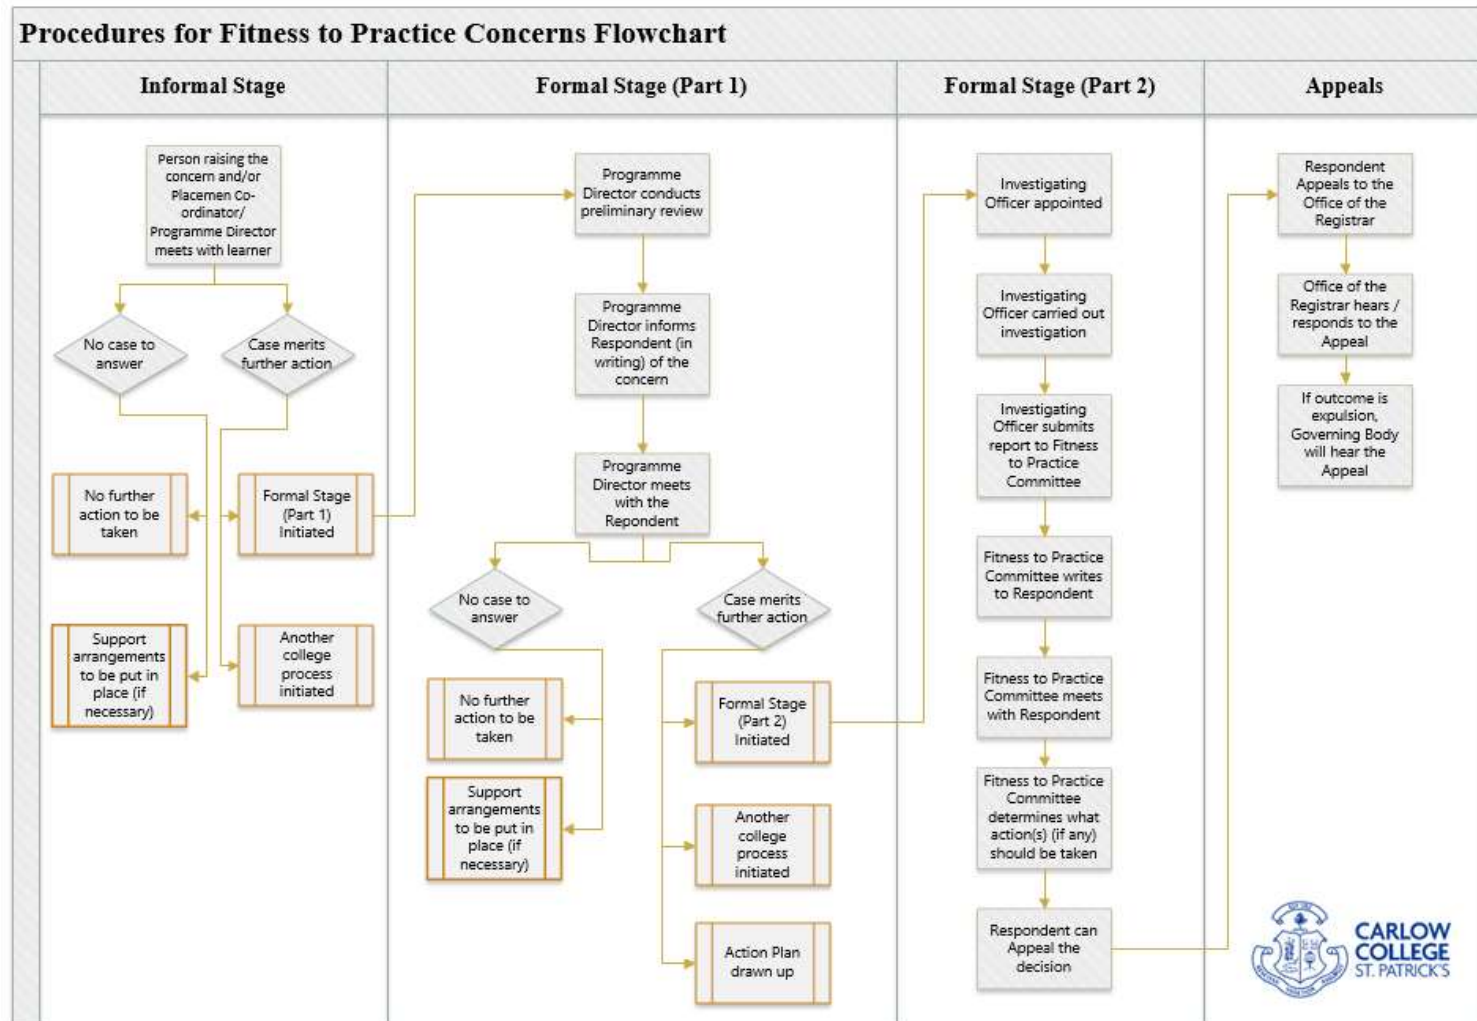 Procedures for Fitness to Practice Concerns Flowchart
Informal Stage
Formal Stage (Part 1)
Formal Stage (Part 2)
Appeals
Person raising the
concern and/or
Placemen Co-
ordinator/
Programme Director
meets with learner
No case to
answer
Case merits
further action
No further
action to be
taken
Formal Stage
(Part 1)
Initiated
Support
arrangements
to be put in
place (if
necessary)
Another
college
process
initiated
Programme
Director conducts
preliminary review
Programme
Director informs
Respondent (in
writing) of the
concern
Programme
Director meets
with the
Repondent
No case to
answer
Case merits
further action
No further
action to be
taken
Formal Stage
(Part 2)
Initiated
Support
arrangements
to be put in
place (if
necessary)
Another
college
process
initiated
Action Plan
drawn up
Investigating
Officer appointed
Investigating
Officer carried out
investigation
Investigating
Officer submits
report to Fitness
to Practice
Committee
Fitness to Practice
Committee writes
to Respondent
Fitness to Practice
Committee meets
with Respondent
Fitness to Practice
Committee
determines what
action(s) (if any)
should be taken
Respondent can
Appeal the
decision
Respondent
Appeals to the
Office of the
Registrar
Office of the
Registrar hears /
responds to the
Appeal
If outcome is
expulsion,
Governing Body
will hear the
Appeal
CARLOW
COLLEGE
ST. PATRICK'S